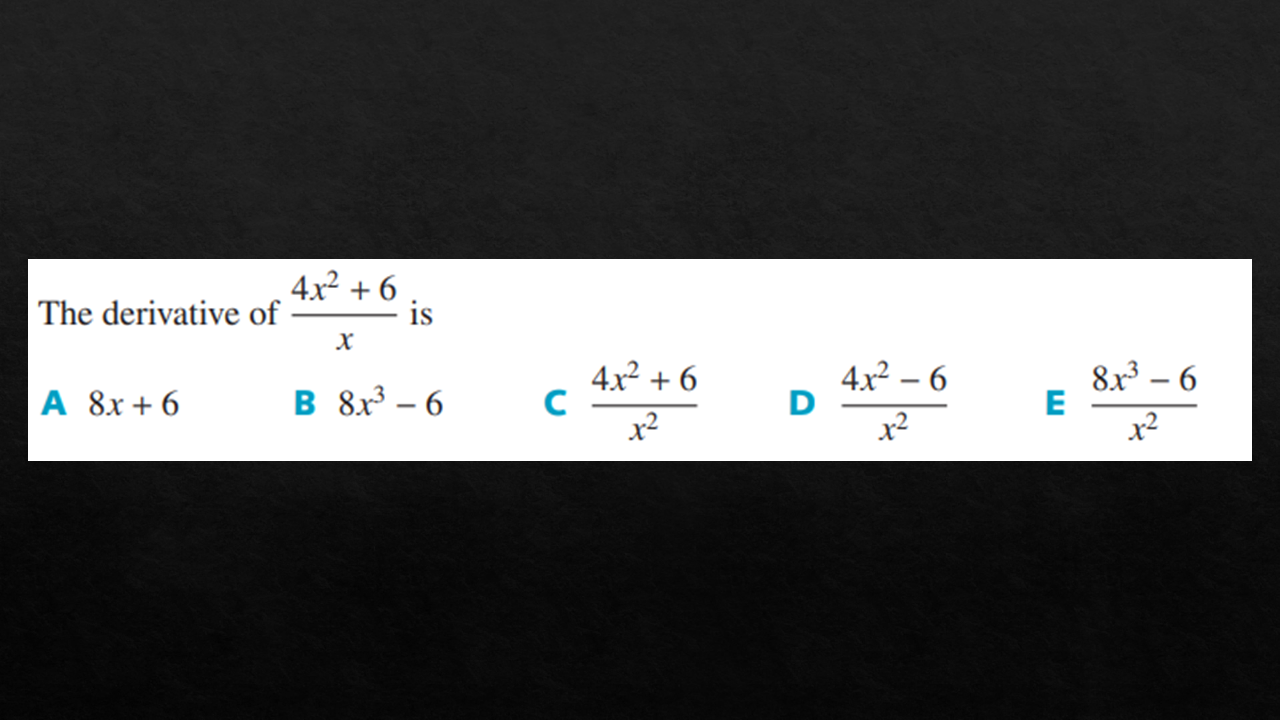 The derivative of \frac{4x^2 + 6}{x} is
A 8x + 6 B 8x^3 – 6 C \frac{4x^2 + 6}{x^2} D \frac{4x^2 – 6}{x^2} E \frac{8x^3 – 6}{x^2}